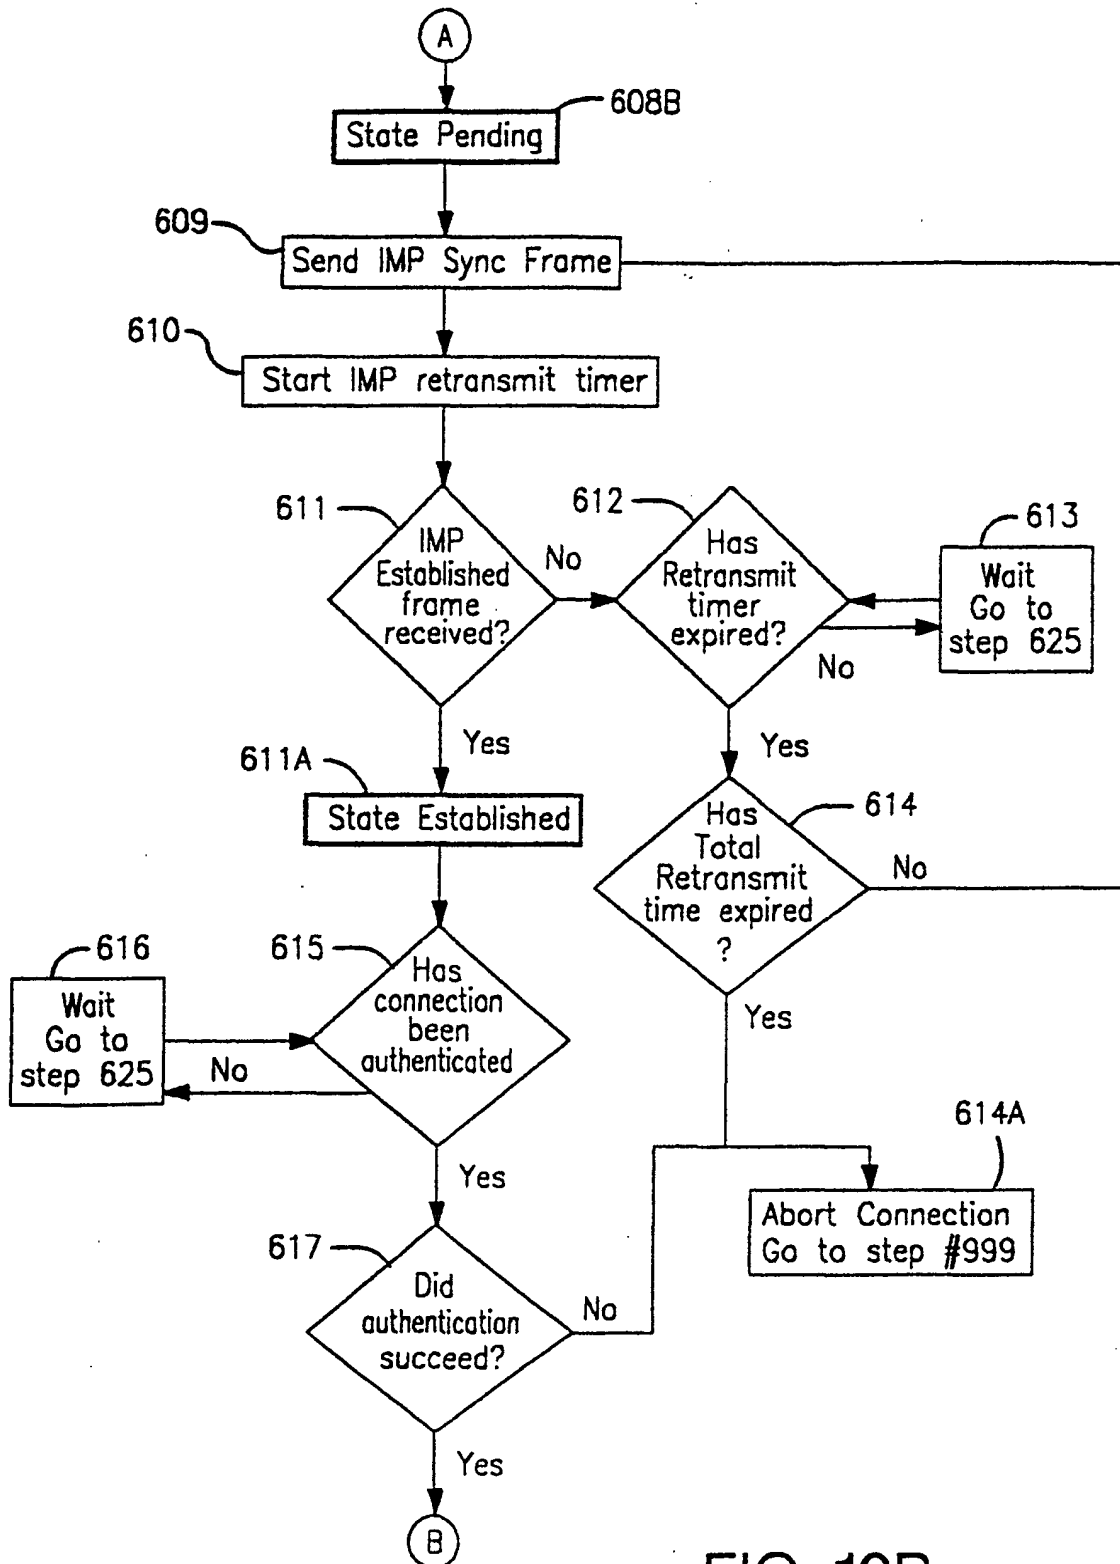 A
608B
State Pending
609
Send IMP Sync Frame
610
Start IMP retransmit timer
611
IMP
Established
frame
received?
No
612
Has
Retransmit
timer
expired?
No
613
Wait
Go to
step 625
Yes
611A
State Established
Yes
614
Has
Total
Retransmit
time expired
?
No
Yes
616
Wait
Go to
step 625
615
Has
connection
been
authenticated
No
Yes
614A
Abort Connection
Go to step #999
617
Did
authentication
succeed?
No
Yes
B